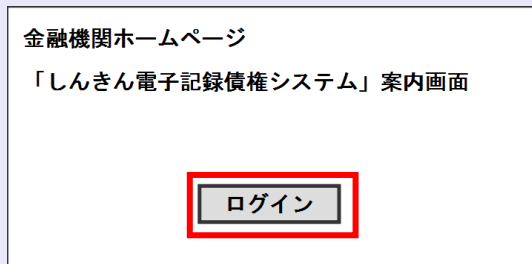 金融機関ホームページ
「しんきん電子記録債権システム」案内画面
ログイン